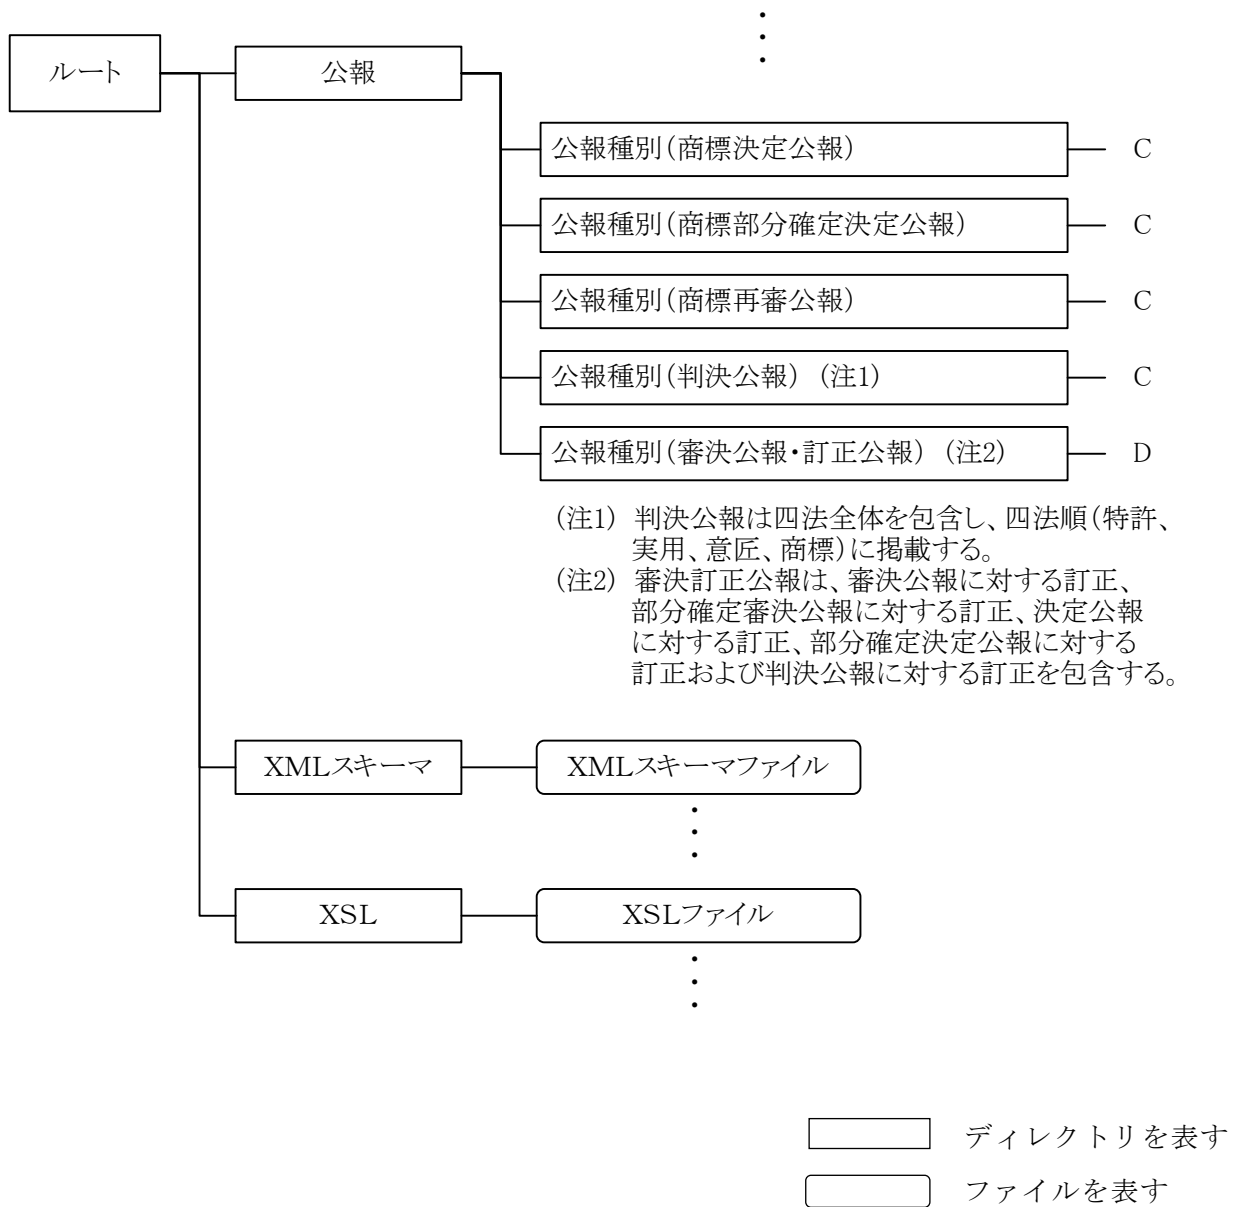 ルート
公報
公報種別(商標決定公報)
C
公報種別(商標部分確定決定公報)
C
公報種別(商標再審公報)
C
公報種別(判決公報) (注1)
C
公報種別(審決公報・訂正公報) (注2)
D
(注1) 判決公報は四法全体を包含し、四法順(特許、
実用、意匠、商標)に掲載する。
(注2) 審決訂正公報は、審決公報に対する訂正、
部分確定審決公報に対する訂正、決定公報
に対する訂正、部分確定決定公報に対する
訂正および判決公報に対する訂正を包含する。
XMLスキーマ
XMLスキーマファイル
XSL
XSLファイル
ディレクトリを表す
ファイルを表す